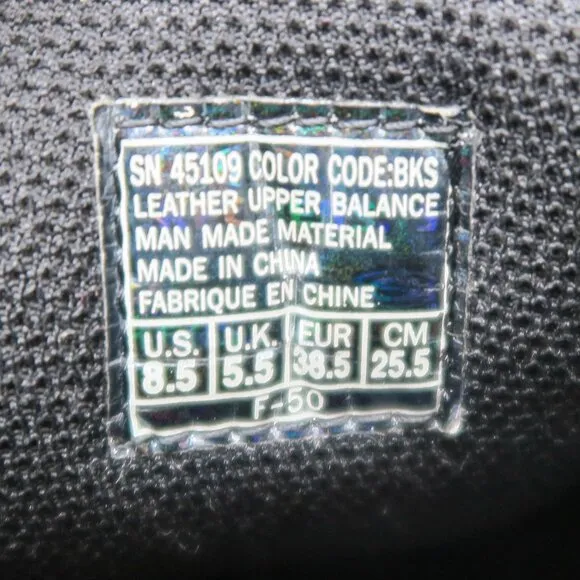 SN 45109 COLOR CODE:BKS
LEATHER UPPER BALANCE
MAN MADE MATERIAL
MADE IN CHINA
FABRIQUE EN CHINE.
U.S. U.K. EUR CM
8.5 5.5 38.5 25.5
F-50